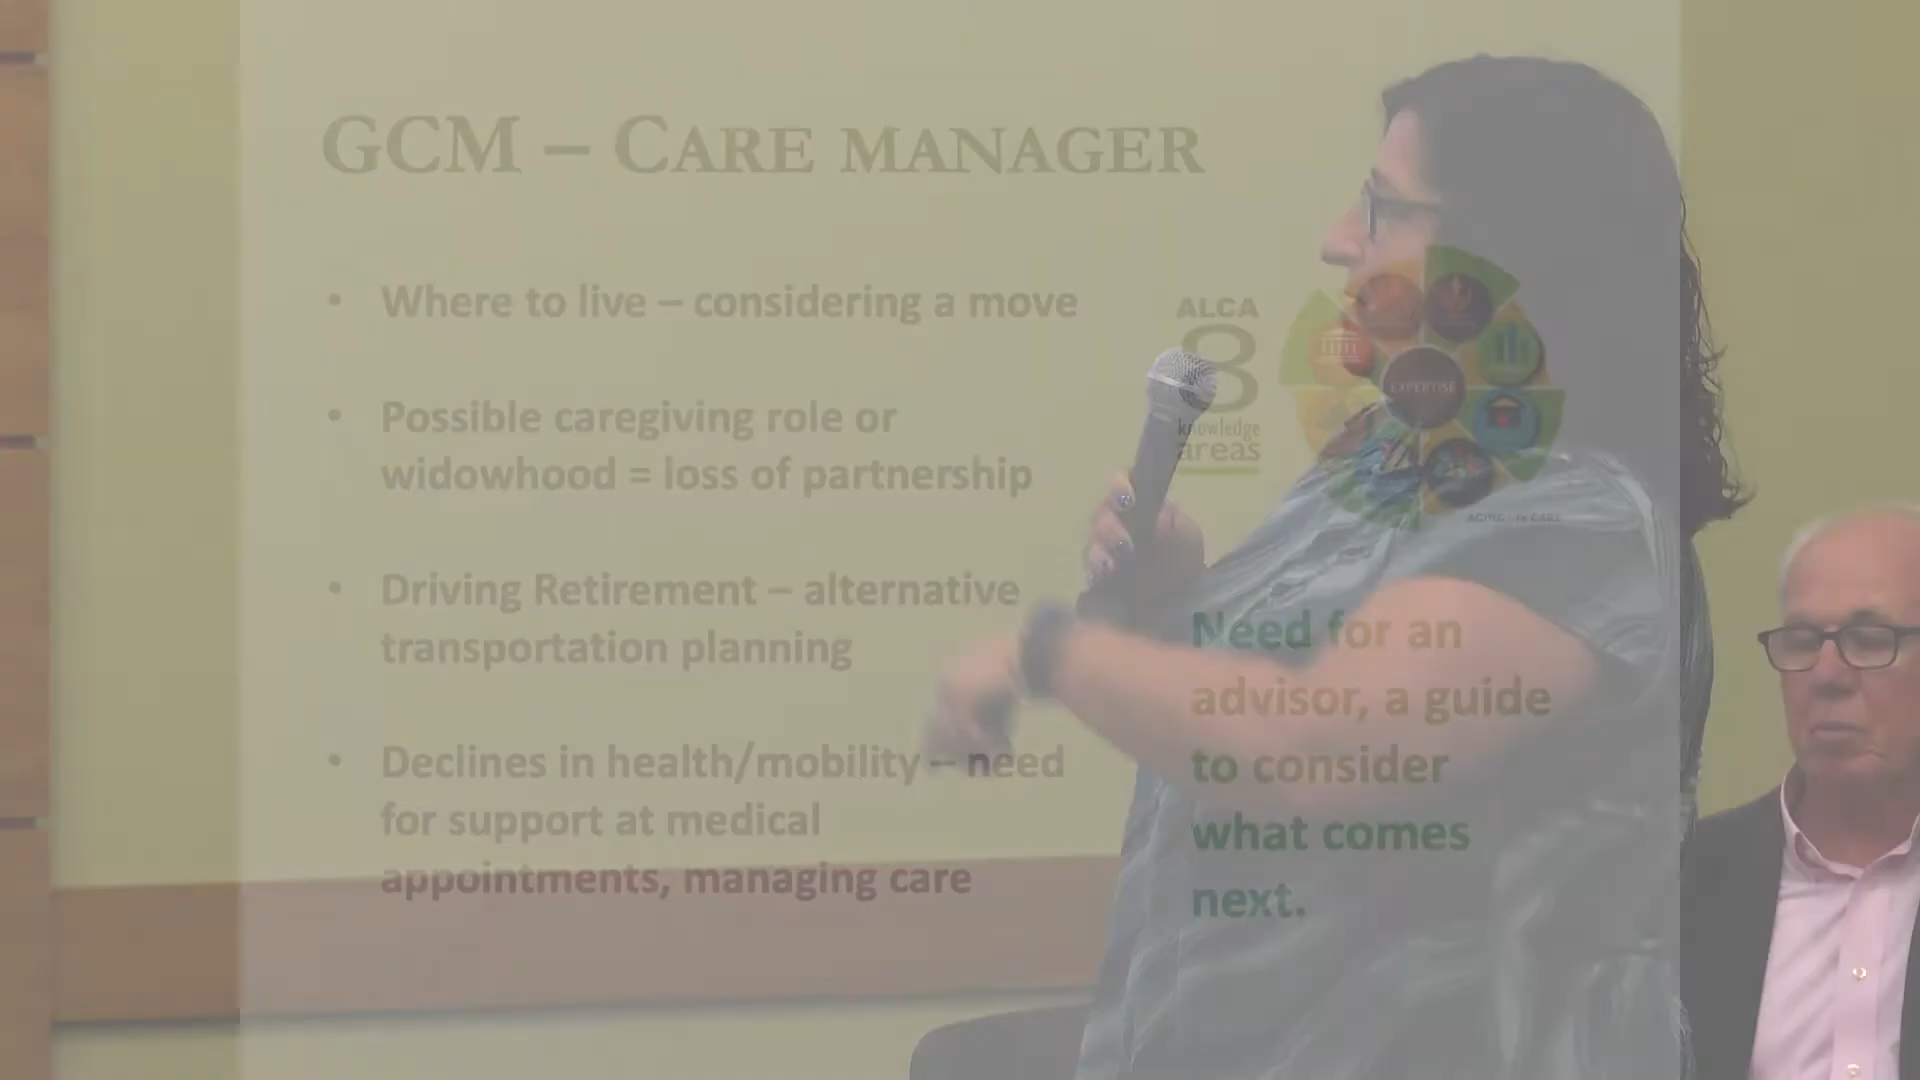 GCM – CARE MANAGER
• Where to live – considering a move
• Possible caregiving role or
widowhood = loss of partnership
• Driving Retirement – alternative
transportation planning
• Declines in health/mobility – need
for support at medical
appointments, managing care
ALCA
8
knowledge
areas
EXPERTISE
Need for an
advisor, a guide
to consider
what comes
next.